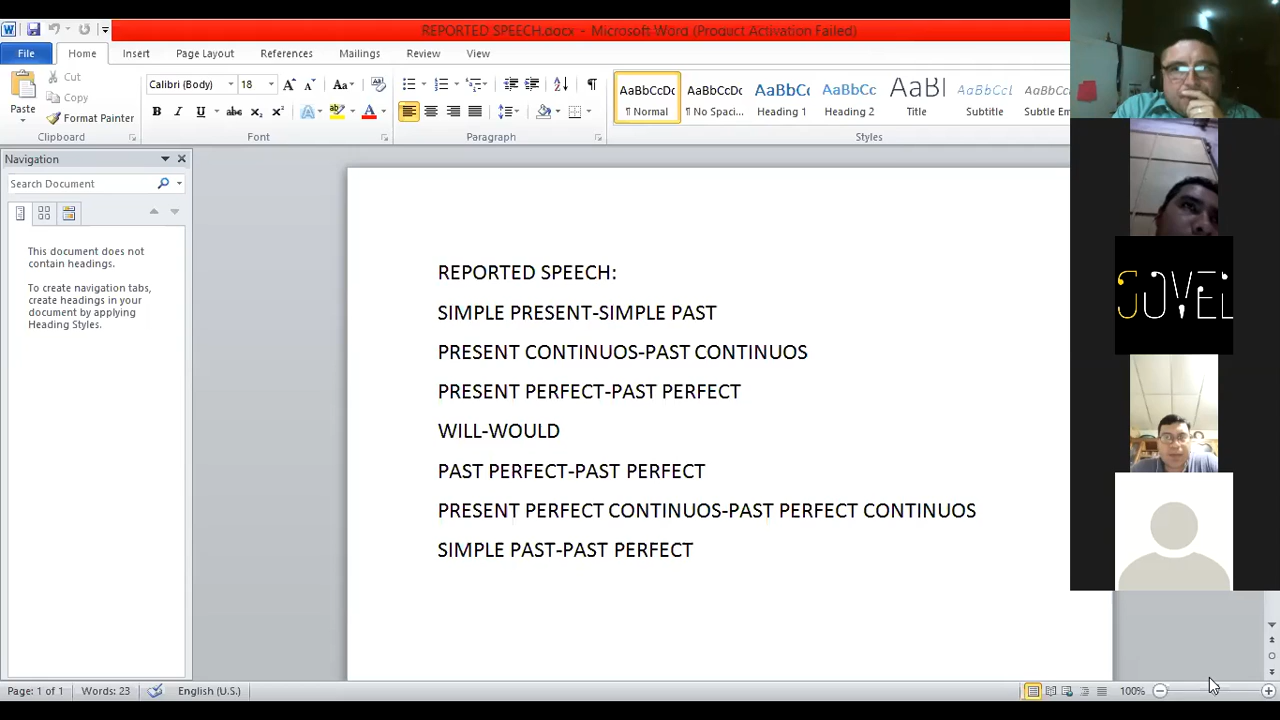 REPORTED SPEECH.docx - Microsoft Word (Product Activation Failed)
File Home Insert Page Layout References Mailings Review View
Cut
Copy
Format Painter
Paste
Calibri (Body) 18
AaBbCcDc AaBbCcDc AaBbCc AaBbCc AaBI AaBbCcL AaBbCcD
¶ Normal ¶ No Spaci... Heading 1 Heading 2 Title Subtitle Subtle Em
Clipboard Font Paragraph Styles
Navigation
Search Document
This document does not
contain headings.
To create navigation tabs,
create headings in your
document by applying
Heading Styles.
REPORTED SPEECH:
SIMPLE PRESENT-SIMPLE PAST
PRESENT CONTINUOS-PAST CONTINUOS
PRESENT PERFECT-PAST PERFECT
WILL-WOULD
PAST PERFECT-PAST PERFECT
PRESENT PERFECT CONTINUOS-PAST PERFECT CONTINUOS
SIMPLE PAST-PAST PERFECT
Page: 1 of 1 Words: 23 English (U.S.) 100%